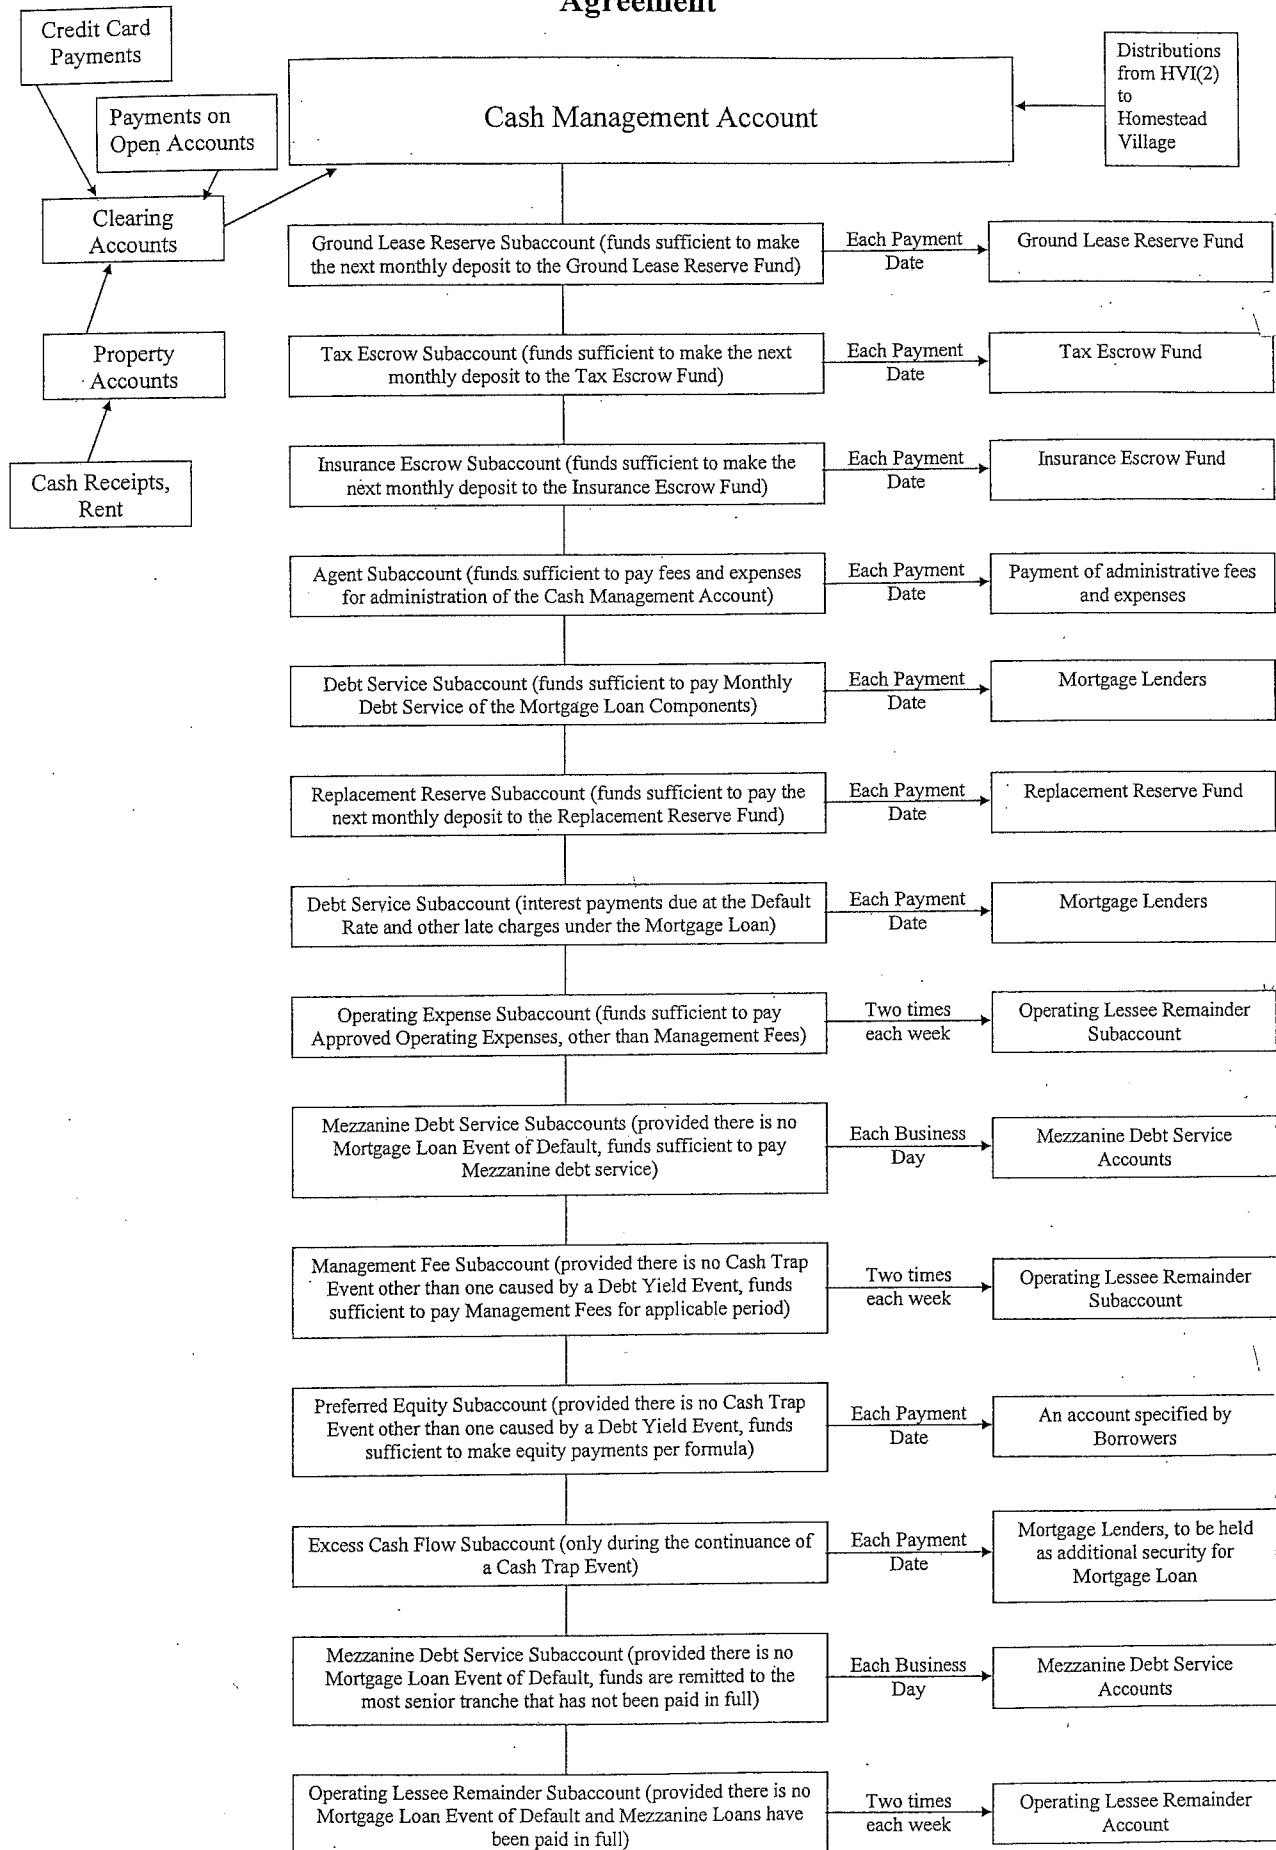 Agreement
Credit Card
Payments
Payments on
Open Accounts
Clearing
Accounts
Property
Accounts
Cash Receipts,
Rent
Cash Management Account
Distributions
from HVI(2)
to
Homestead
Village
Ground Lease Reserve Subaccount (funds sufficient to make
the next monthly deposit to the Ground Lease Reserve Fund)
Each Payment
Date
Ground Lease Reserve Fund
Tax Escrow Subaccount (funds sufficient to make the next
monthly deposit to the Tax Escrow Fund)
Each Payment
Date
Tax Escrow Fund
Insurance Escrow Subaccount (funds sufficient to make the
next monthly deposit to the Insurance Escrow Fund)
Each Payment
Date
Insurance Escrow Fund
Agent Subaccount (funds sufficient to pay fees and expenses
for administration of the Cash Management Account)
Each Payment
Date
Payment of administrative fees
and expenses
Debt Service Subaccount (funds sufficient to pay Monthly
Debt Service of the Mortgage Loan Components)
Each Payment
Date
Mortgage Lenders
Replacement Reserve Subaccount (funds sufficient to pay the
next monthly deposit to the Replacement Reserve Fund)
Each Payment
Date
Replacement Reserve Fund
Debt Service Subaccount (interest payments due at the Default
Rate and other late charges under the Mortgage Loan)
Each Payment
Date
Mortgage Lenders
Operating Expense Subaccount (funds sufficient to pay
Approved Operating Expenses, other than Management Fees)
Two times
each week
Operating Lessee Remainder
Subaccount
Mezzanine Debt Service Subaccounts (provided there is no
Mortgage Loan Event of Default, funds sufficient to pay
Mezzanine debt service)
Each Business
Day
Mezzanine Debt Service
Accounts
Management Fee Subaccount (provided there is no Cash Trap
Event other than one caused by a Debt Yield Event, funds
sufficient to pay Management Fees for applicable period)
Two times
each week
Operating Lessee Remainder
Subaccount
Preferred Equity Subaccount (provided there is no Cash Trap
Event other than one caused by a Debt Yield Event, funds
sufficient to make equity payments per formula)
Each Payment
Date
An account specified by
Borrowers
Excess Cash Flow Subaccount (only during the continuance of
a Cash Trap Event)
Each Payment
Date
Mortgage Lenders, to be held
as additional security for
Mortgage Loan
Mezzanine Debt Service Subaccount (provided there is no
Mortgage Loan Event of Default, funds are remitted to the
most senior tranche that has not been paid in full)
Each Business
Day
Mezzanine Debt Service
Accounts
Operating Lessee Remainder Subaccount (provided there is no
Mortgage Loan Event of Default and Mezzanine Loans have
been paid in full)
Two times
each week
Operating Lessee Remainder
Account